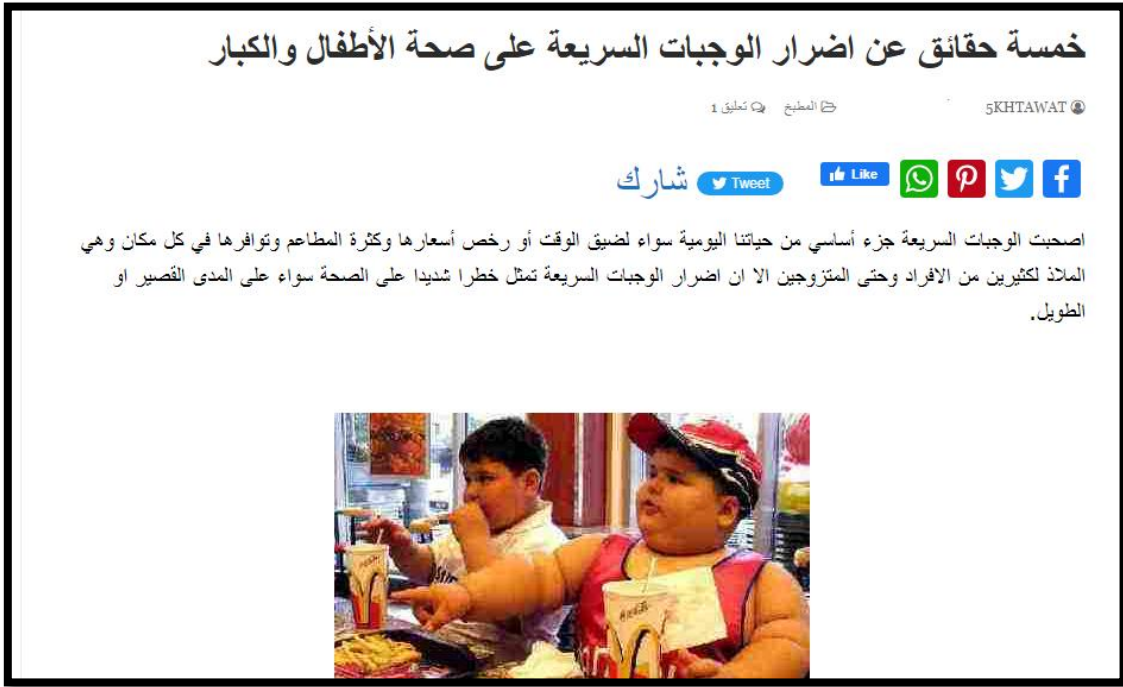 خمسة حقائق عن اضرار الوجبات السريعة على صحة الأطفال والكبار
5KHTAWAT المطبخ تعليق 1
Like Tweet شارك
اصحبت الوجبات السريعة جزء أساسي من حياتنا اليومية سواء لضيق الوقت أو رخص أسعارها وكثرة المطاعم وتوافرها في كل مكان وهي
الملاذ لكثيرين من الافراد وحتى المتزوجين الا ان اضرار الوجبات السريعة تمثل خطرا شديدا على الصحة سواء على المدى القصير او
الطويل.